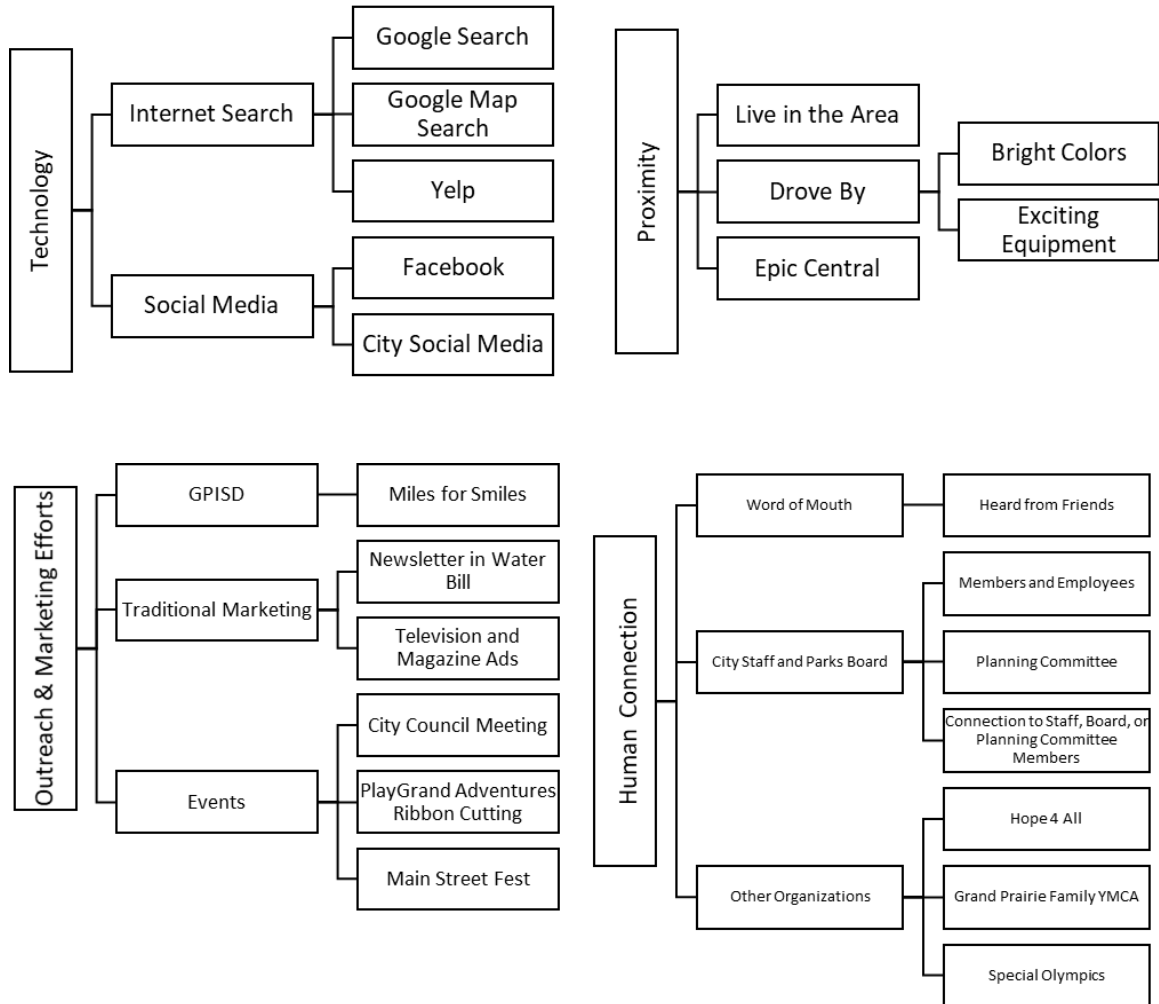 Technology
Internet Search
Google Search
Google Map
Search
Yelp
Social Media
Facebook
City Social Media
Proximity
Live in the Area
Drove By
Bright Colors
Exciting
Equipment
Epic Central
Outreach & Marketing Efforts
GPISD
Miles for Smiles
Traditional Marketing
Newsletter in Water
Bill
Television and
Magazine Ads
Events
City Council Meeting
PlayGrand Adventures
Ribbon Cutting
Main Street Fest
Human Connection
Word of Mouth
Heard from Friends
City Staff and Parks Board
Members and Employees
Planning Committee
Connection to Staff, Board, or
Planning Committee
Members
Other Organizations
Hope 4 All
Grand Prairie Family YMCA
Special Olympics